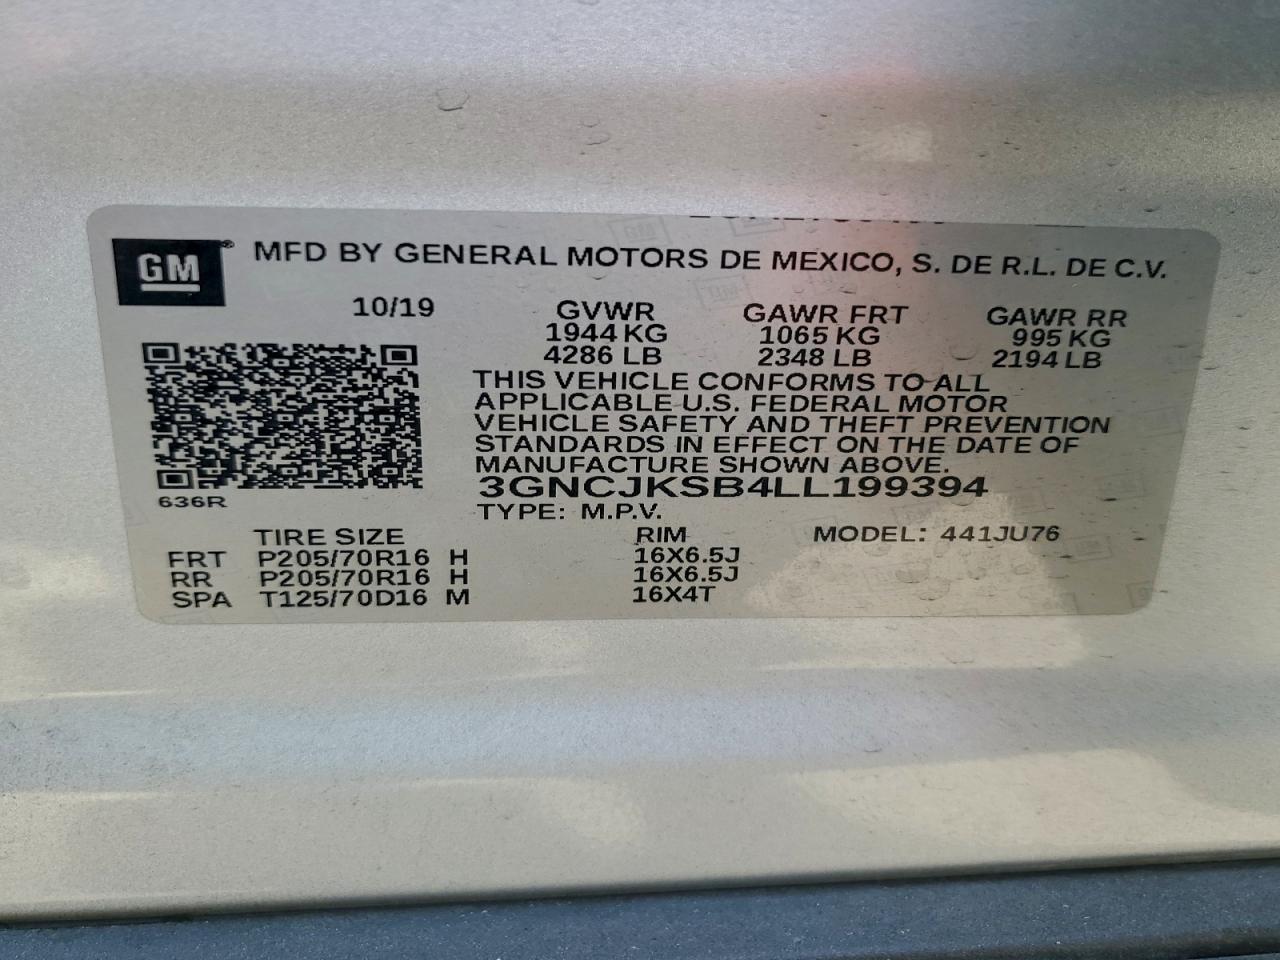 GM® MFD BY GENERAL MOTORS DE MEXICO, S. DE R.L. DE C.V.
10/19 GVWR GAWR FRT GAWR RR
1944 KG 1065 KG 995 KG
4286 LB 2348 LB 2194 LB
THIS VEHICLE CONFORMS TO ALL
APPLICABLE U.S. FEDERAL MOTOR
VEHICLE SAFETY AND THEFT PREVENTION
STANDARDS IN EFFECT ON THE DATE OF
MANUFACTURE SHOWN ABOVE.
3GNCJKSB4LL199394
636R
TYPE: M.P.V.
TIRE SIZE RIM MODEL: 441JU76
FRT P205/70R16 H 16X6.5J
RR P205/70R16 H 16X6.5J
SPA T125/70D16 M 16X4T